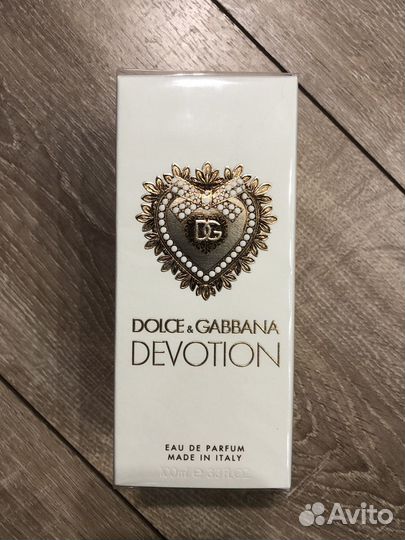 DG
DOLCE & GABBANA
DEVOTION
EAU DE PARFUM
MADE IN ITALY
100ml ℮ 3.3 fl.oz.
Avito